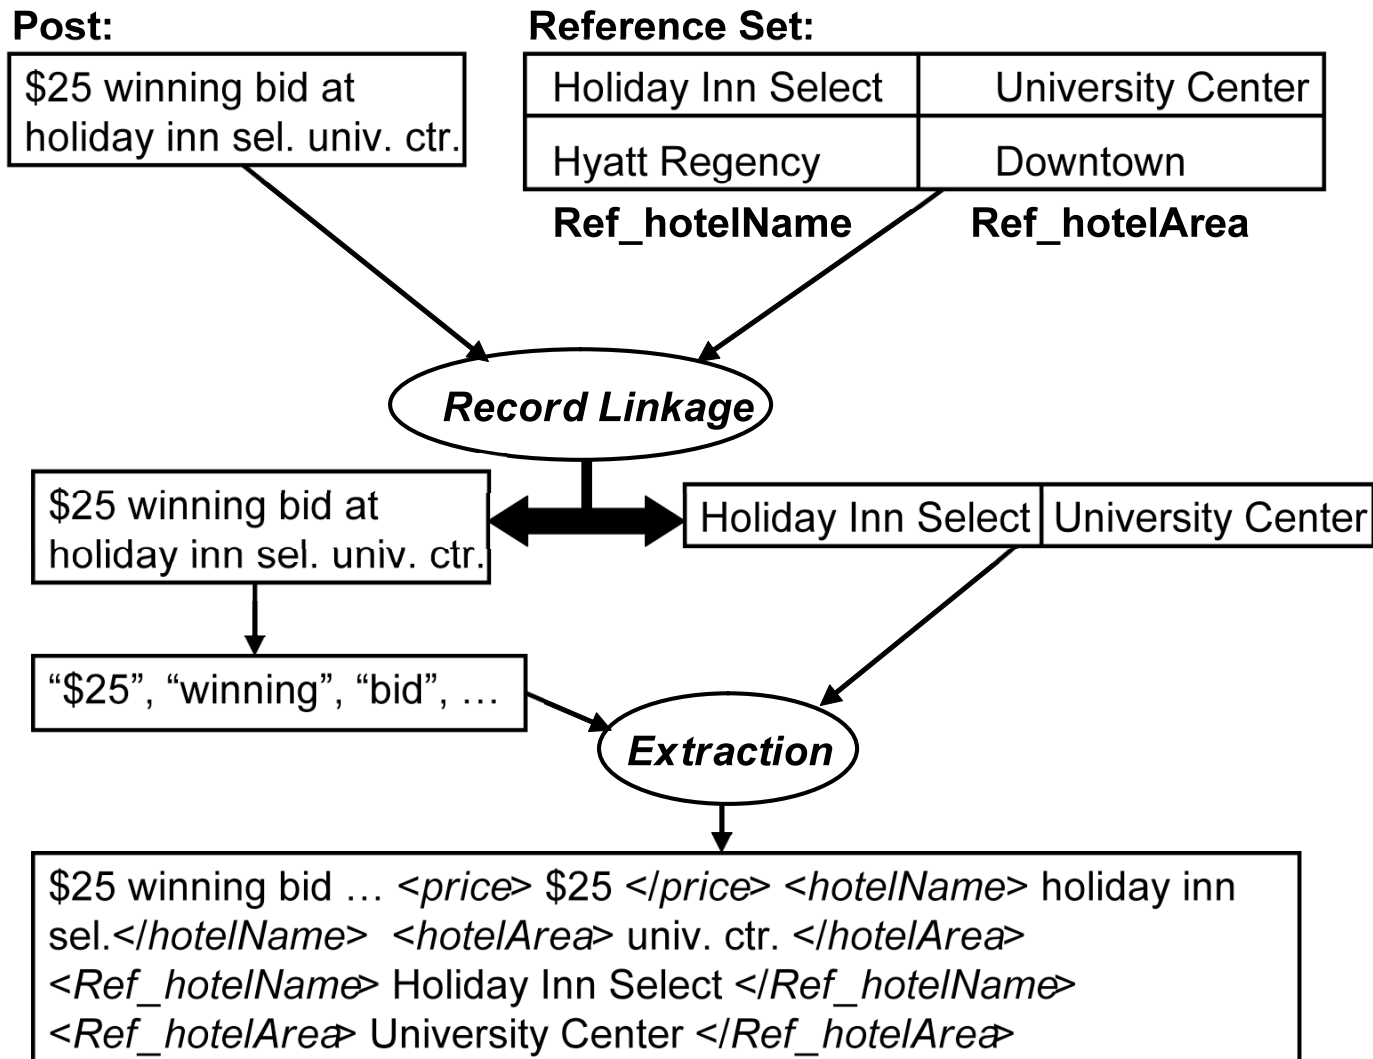 Post:
Reference Set:
$25 winning bid at
holiday inn sel. univ. ctr.
Holiday Inn Select University Center
Hyatt Regency Downtown
Ref_hotelName Ref_hotelArea
Record Linkage
$25 winning bid at
holiday inn sel. univ. ctr.
Holiday Inn Select University Center
“$25”, “winning”, “bid”, …
Extraction
$25 winning bid … <price> $25 </price> <hotelName> holiday inn
sel.</hotelName> <hotelArea> univ. ctr. </hotelArea>
<Ref_hotelName> Holiday Inn Select </Ref_hotelName>
<Ref_hotelArea> University Center </Ref_hotelArea>